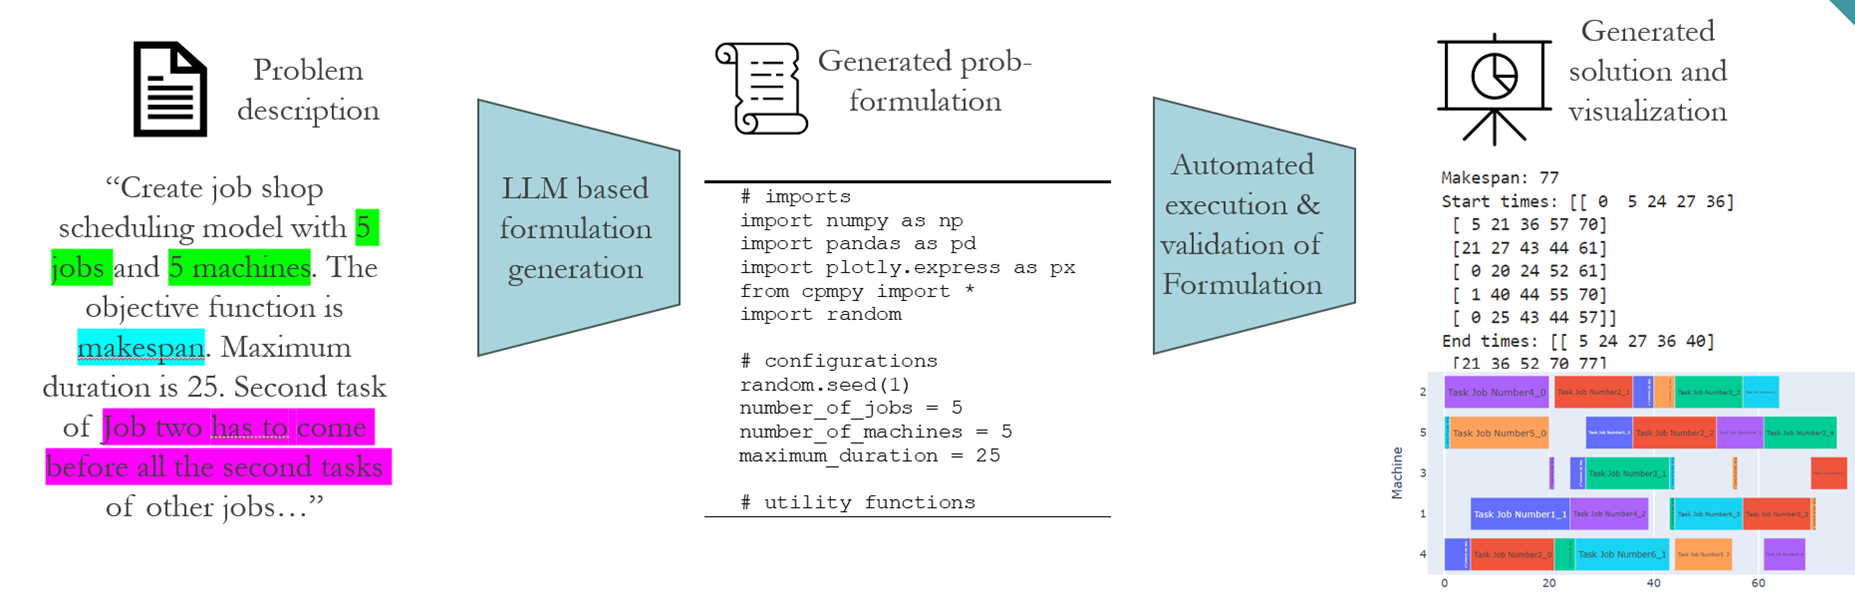 Problem
description
“Create job shop
scheduling model with 5
jobs and 5 machines. The
objective function is
makespan. Maximum
duration is 25. Second task
of Job two has to come
before all the second tasks
of other jobs…”
LLM based
formulation
generation
Generated prob-
formulation
# imports
import numpy as np
import pandas as pd
import plotly.express as px
from cpmpy import *
import random
# configurations
random.seed(1)
number_of_jobs = 5
number_of_machines = 5
maximum_duration = 25
# utility functions
Automated
execution &
validation of
Formulation
Generated
solution and
visualization
Makespan: 77
Start times: [[ 0 5 24 27 36]
[ 5 21 36 57 70]
[21 27 43 44 61]
[ 0 20 24 52 61]
[ 1 40 44 55 70]
[ 0 25 43 44 57]]
End times: [[ 5 24 27 36 40]
[21 36 52 70 77]
Machine
2
Task Job Number4_0
Task Job Number2_1
Task Job Number3_3
5
Task Job Number5_0
Task Job Number2_2
Task Job Number3_4
3
Task Job Number3_1
1
Task Job Number1_1
Task Job Number4_2
Task Job Number6_3
Task Job Number2_3
4
Task Job Number2_0
Task Job Number6_1
Task Job Number5_2
0 20 40 60